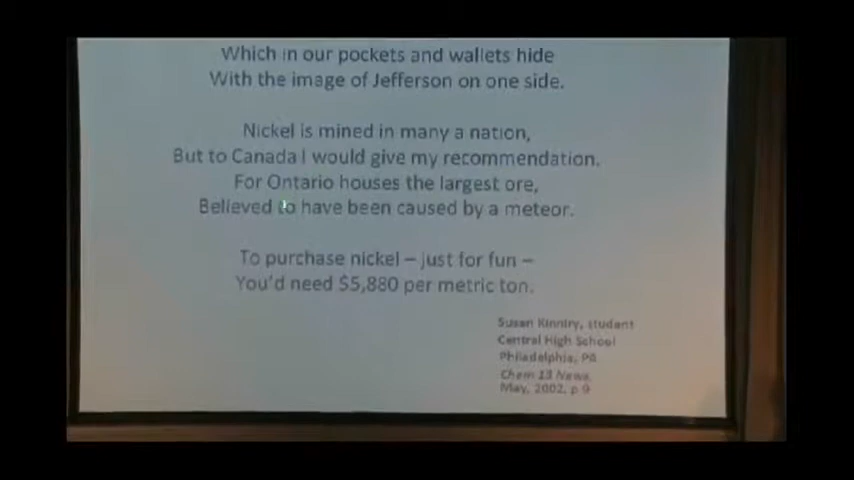 Which in our pockets and wallets hide
With the image of Jefferson on one side.
Nickel is mined in many a nation,
But to Canada I would give my recommendation.
For Ontario houses the largest ore,
Believed to have been caused by a meteor.
To purchase nickel – just for fun –
You'd need $5,880 per metric ton.
Susan Kinniry, student
Central High School
Philadelphia, PA
Chem 13 News,
May, 2002, p 9